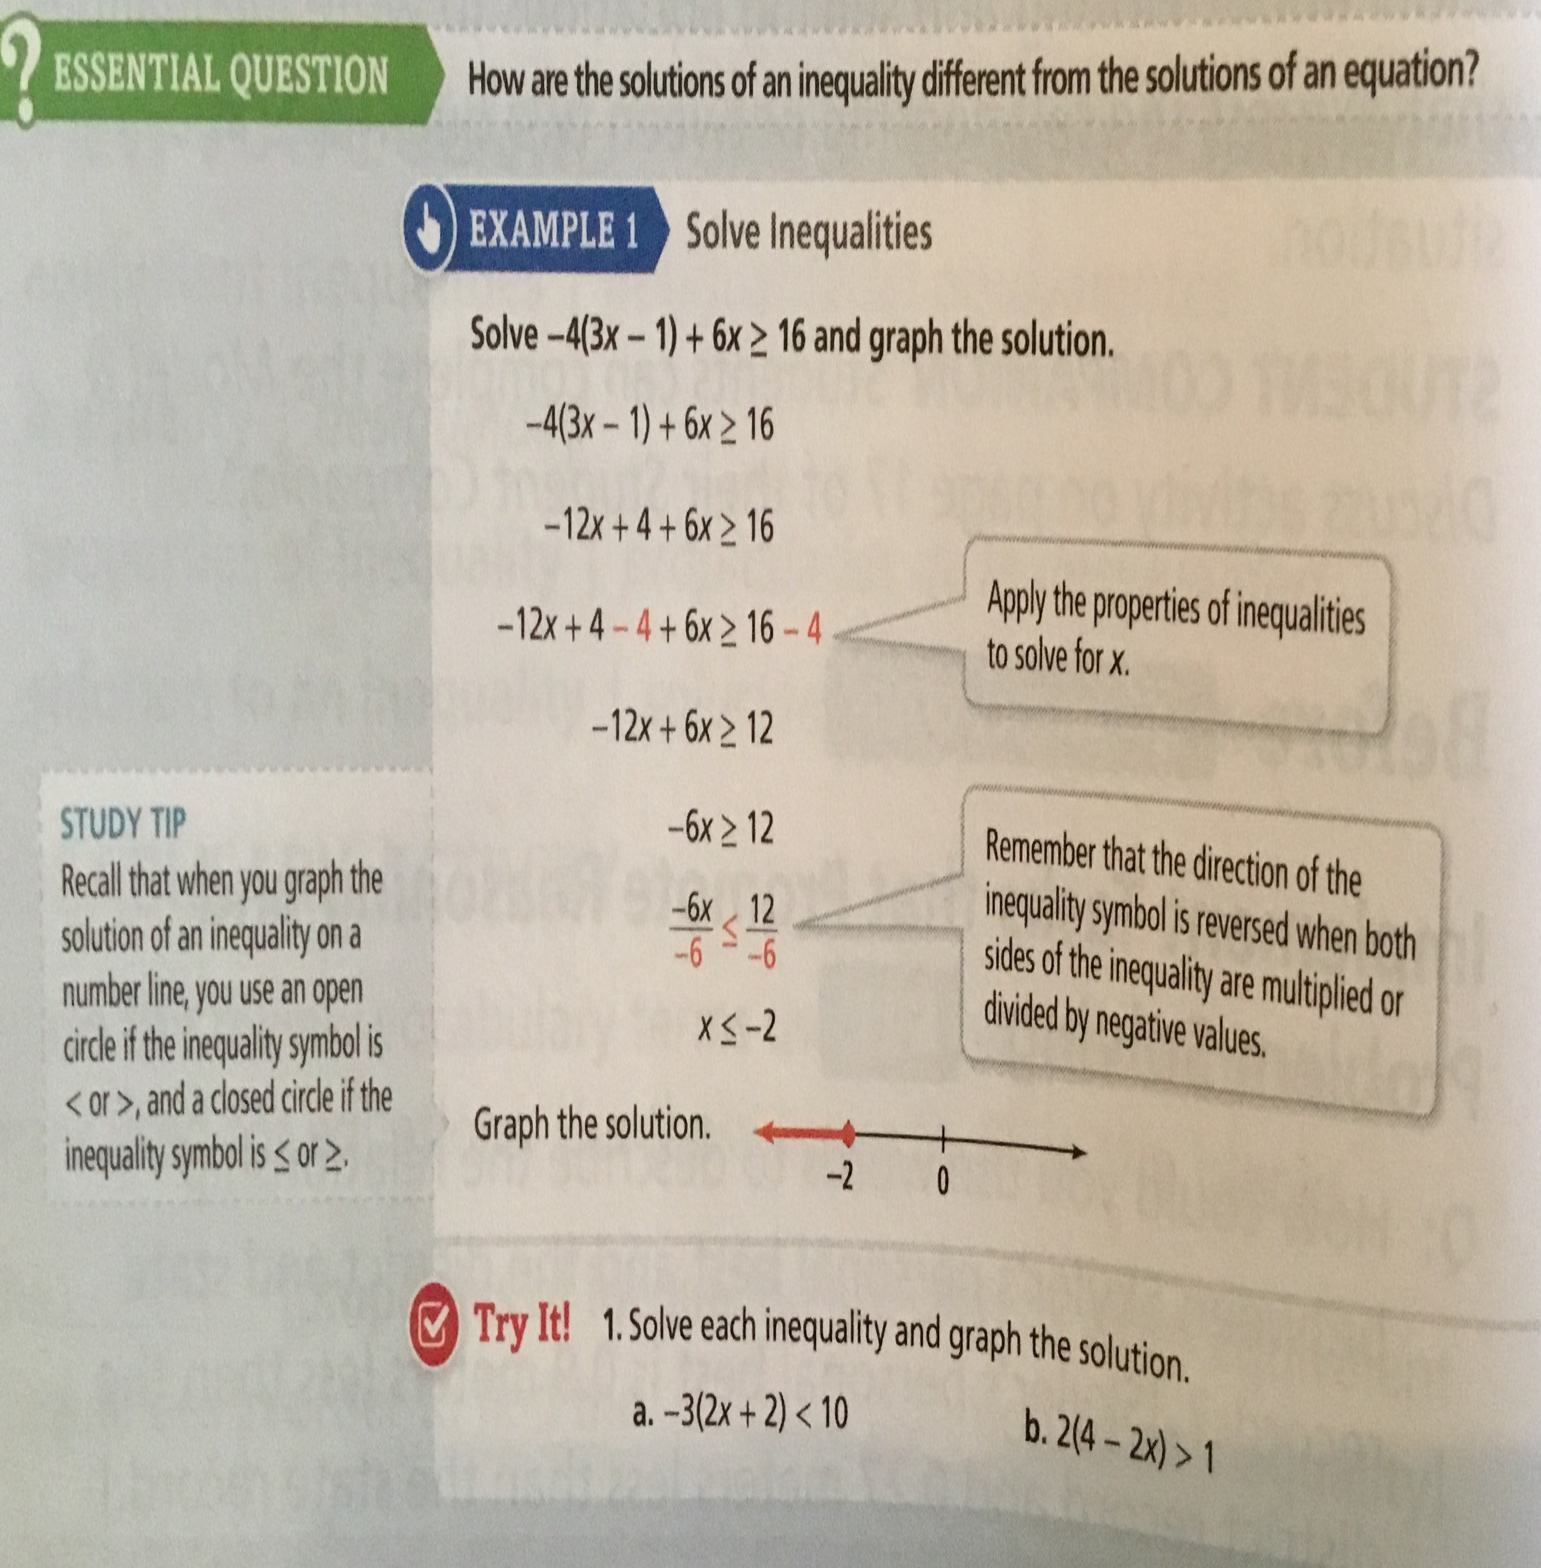 ? ESSENTIAL QUESTION How are the solutions of an inequality different from the solutions of an equation?
EXAMPLE 1 Solve Inequalities
Solve −4(3x − 1) + 6x ≥ 16 and graph the solution.
−4(3x − 1) + 6x ≥ 16
−12x + 4 + 6x ≥ 16
−12x + 4 − 4 + 6x ≥ 16 − 4
Apply the properties of inequalities
to solve for x.
−12x + 6x ≥ 12
−6x ≥ 12
−6x/−6 ≤ 12/−6
Remember that the direction of the
inequality symbol is reversed when both
sides of the inequality are multiplied or
divided by negative values.
x ≤ −2
STUDY TIP
Recall that when you graph the
solution of an inequality on a
number line, you use an open
circle if the inequality symbol is
< or >, and a closed circle if the
inequality symbol is ≤ or ≥.
Graph the solution.
−2 0
Try It! 1. Solve each inequality and graph the solution.
a. −3(2x + 2) < 10
b. 2(4 − 2x) > 1